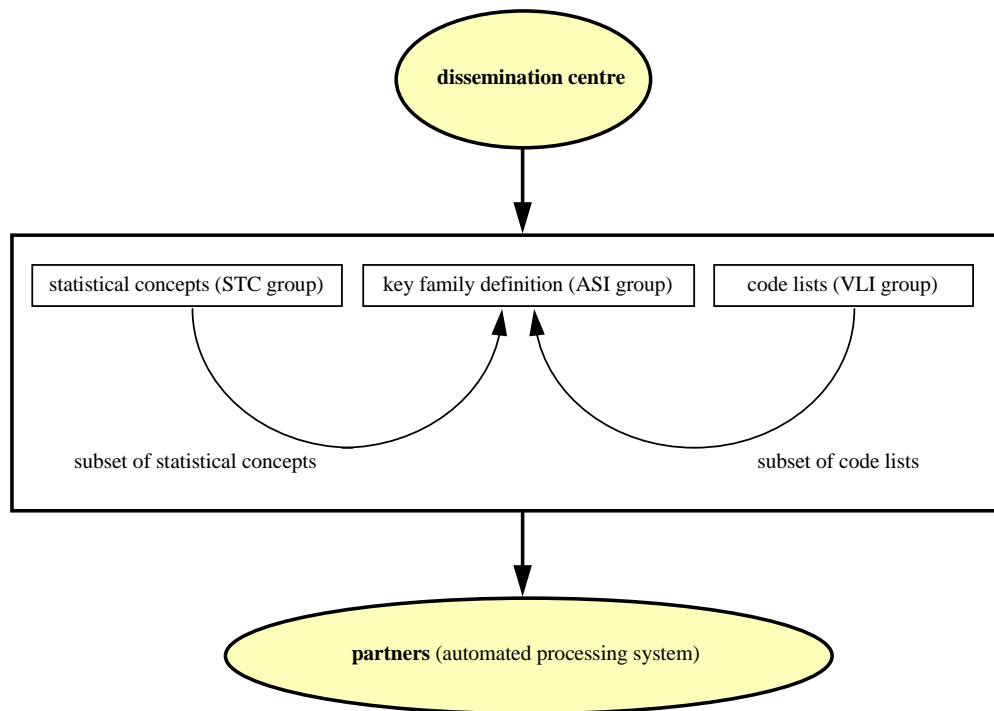 dissemination centre
statistical concepts (STC group)
key family definition (ASI group)
code lists (VLI group)
subset of statistical concepts
subset of code lists
partners (automated processing system)